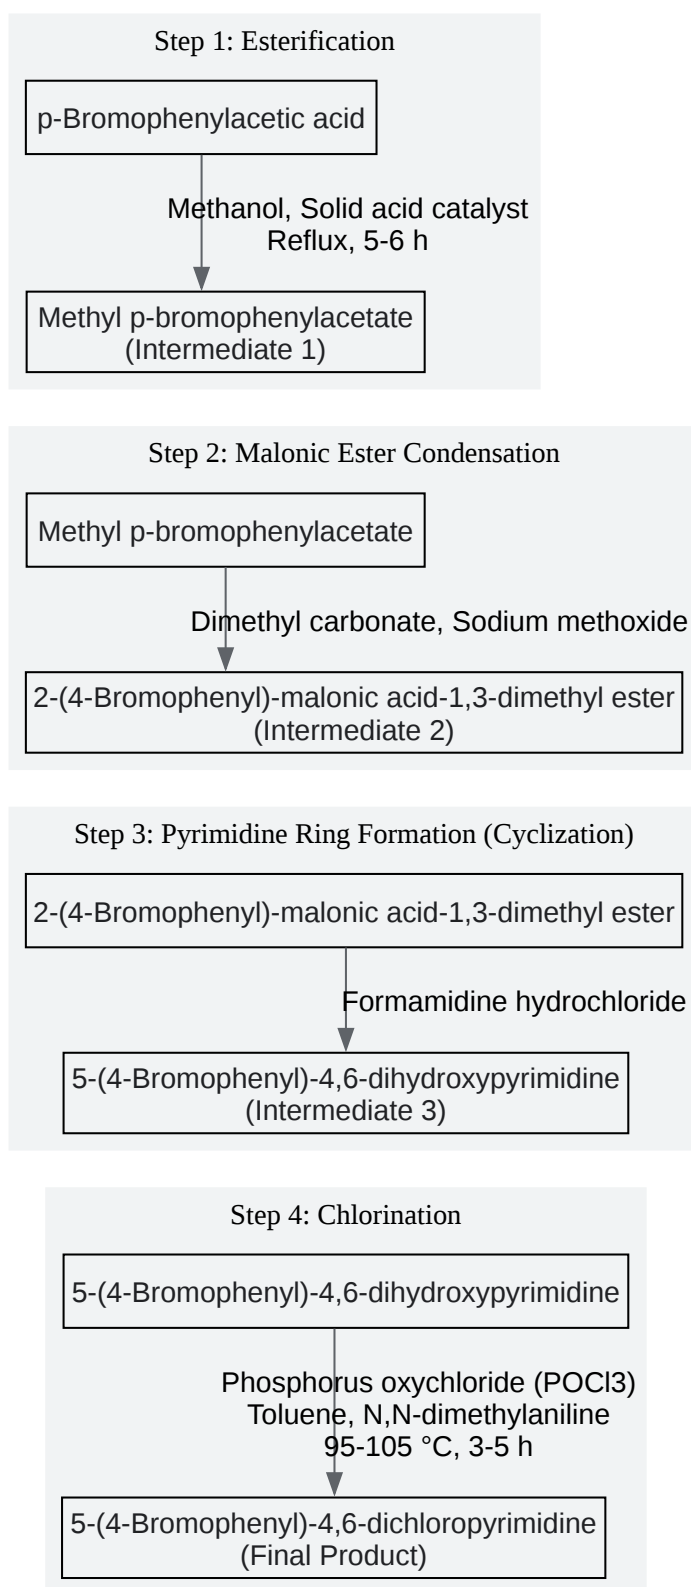 Step 1: Esterification
p-Bromophenylacetic acid
Methanol, Solid acid catalyst
Reflux, 5-6 h
Methyl p-bromophenylacetate
(Intermediate 1)
Step 2: Malonic Ester Condensation
Methyl p-bromophenylacetate
Dimethyl carbonate, Sodium methoxide
2-(4-Bromophenyl)-malonic acid-1,3-dimethyl ester
(Intermediate 2)
Step 3: Pyrimidine Ring Formation (Cyclization)
2-(4-Bromophenyl)-malonic acid-1,3-dimethyl ester
Formamidine hydrochloride
5-(4-Bromophenyl)-4,6-dihydroxypyrimidine
(Intermediate 3)
Step 4: Chlorination
5-(4-Bromophenyl)-4,6-dihydroxypyrimidine
Phosphorus oxychloride (POCl3)
Toluene, N,N-dimethylaniline
95-105 °C, 3-5 h
5-(4-Bromophenyl)-4,6-dichloropyrimidine
(Final Product)